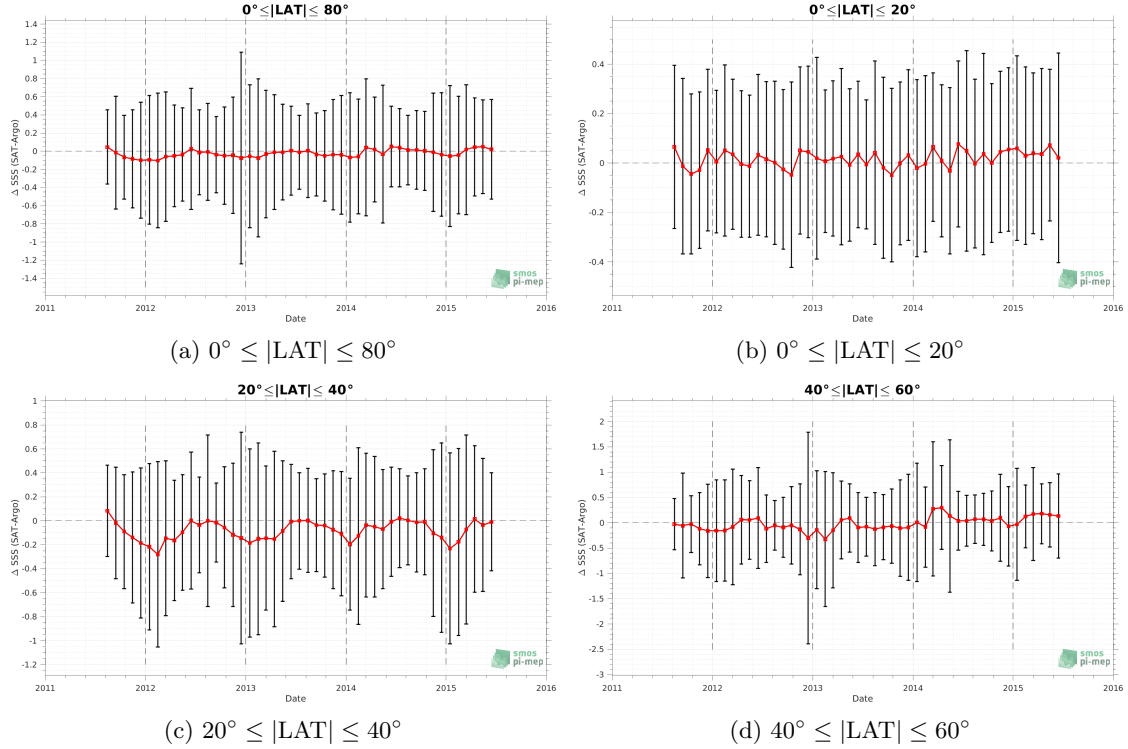 0°≤|LAT|≤ 80°
1.4
1.2
1
0.8
0.6
0.4
0.2
0
-0.2
-0.4
-0.6
-0.8
-1
-1.2
-1.4
Δ SSS (SAT-Argo)
2011 2012 2013 2014 2015 2016
Date
smos
pi-mep
(a) 0° ≤ |LAT| ≤ 80°
0°≤|LAT|≤ 20°
0.4
0.2
0
-0.2
-0.4
Δ SSS (SAT-Argo)
2011 2012 2013 2014 2015 2016
Date
smos
pi-mep
(b) 0° ≤ |LAT| ≤ 20°
20°≤|LAT|≤ 40°
1
0.8
0.6
0.4
0.2
0
-0.2
-0.4
-0.6
-0.8
-1
-1.2
Δ SSS (SAT-Argo)
2011 2012 2013 2014 2015 2016
Date
smos
pi-mep
(c) 20° ≤ |LAT| ≤ 40°
40°≤|LAT|≤ 60°
2
1.5
1
0.5
0
-0.5
-1
-1.5
-2
-2.5
-3
Δ SSS (SAT-Argo)
2011 2012 2013 2014 2015 2016
Date
smos
pi-mep
(d) 40° ≤ |LAT| ≤ 60°